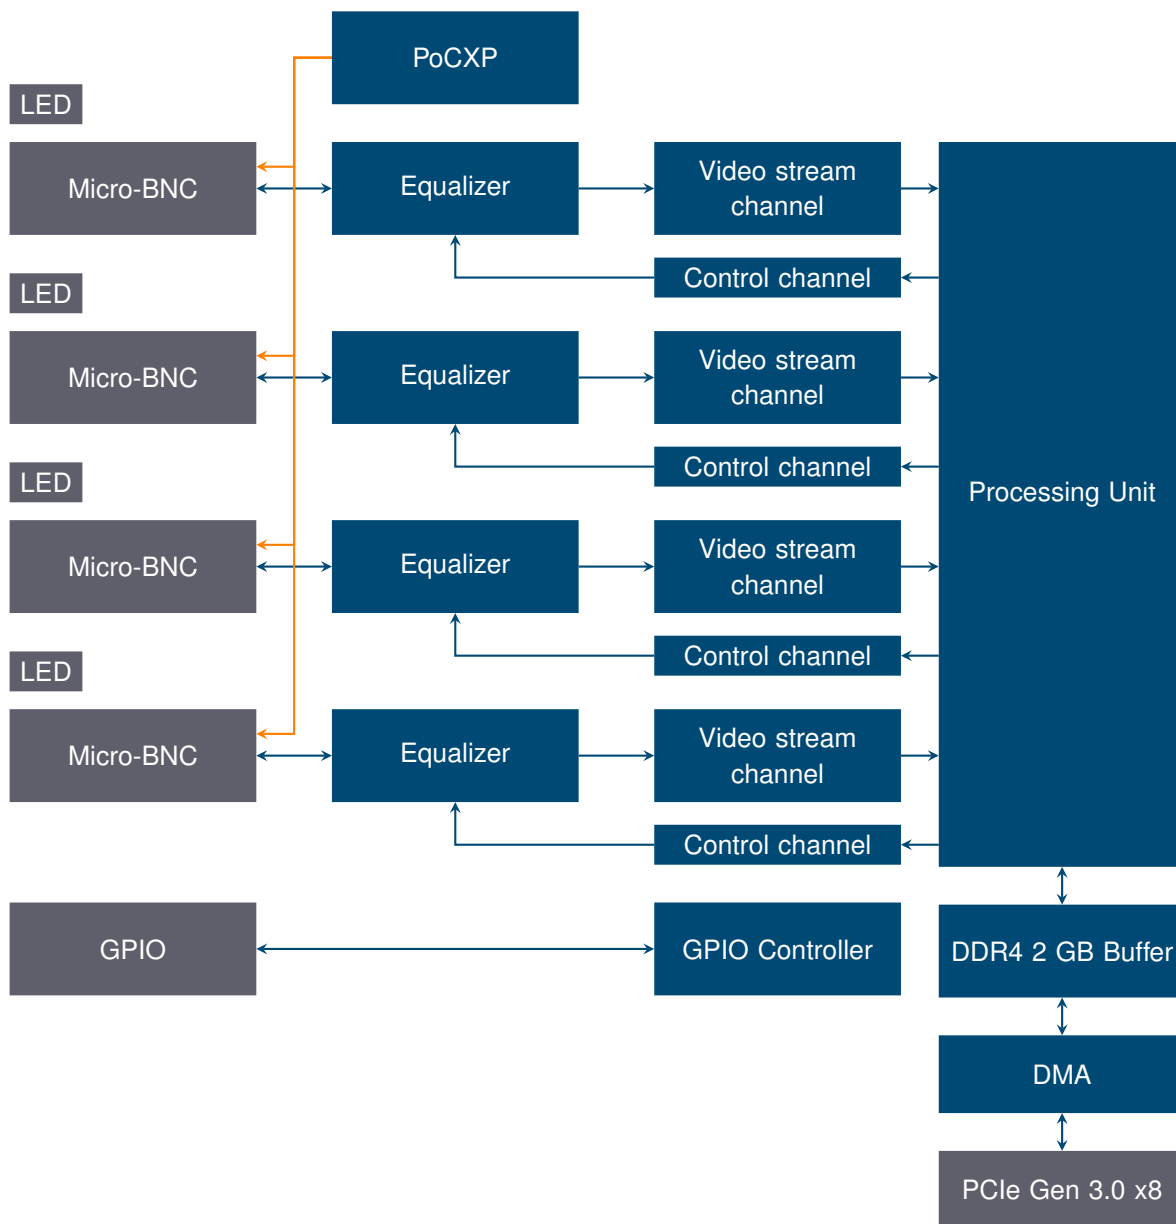 PoCXP
LED
Micro-BNC
Equalizer
Video stream
channel
Control channel
LED
Micro-BNC
Equalizer
Video stream
channel
Control channel
Processing Unit
LED
Micro-BNC
Equalizer
Video stream
channel
Control channel
LED
Micro-BNC
Equalizer
Video stream
channel
Control channel
GPIO
GPIO Controller
DDR4 2 GB Buffer
DMA
PCIe Gen 3.0 x8